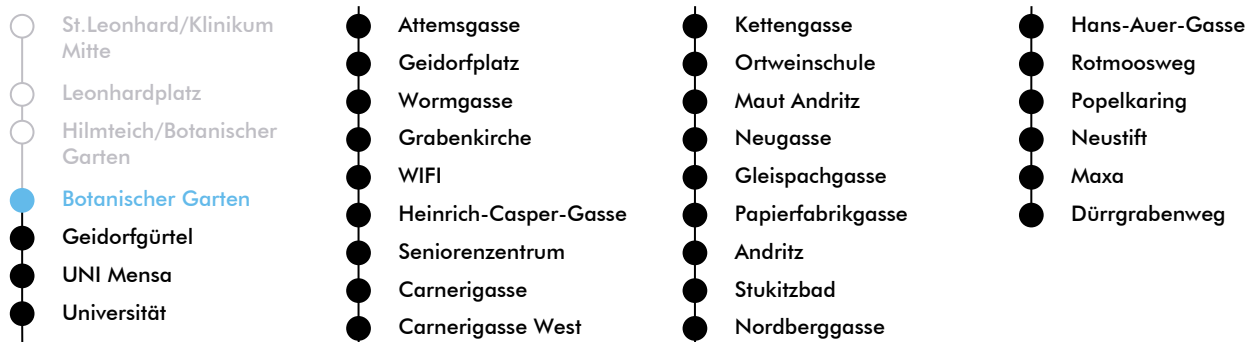 St.Leonhard/Klinikum
Mitte
Leonhardplatz
Hilmteich/Botanischer
Garten
Botanischer Garten
Geidorfgürtel
UNI Mensa
Universität
Attemsgasse
Geidorfplatz
Wormgasse
Grabenkirche
WIFI
Heinrich-Casper-Gasse
Seniorenzentrum
Carnerigasse
Carnerigasse West
Kettengasse
Ortweinschule
Maut Andritz
Neugasse
Gleispachgasse
Papierfabrikgasse
Andritz
Stukitzbad
Nordberggasse
Hans-Auer-Gasse
Rotmoosweg
Popelkaring
Neustift
Maxa
Dürrgrabenweg